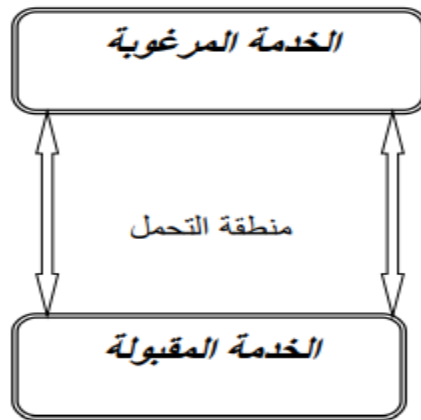 الخدمة المرغوبة
منطقة التحمل
الخدمة المقبولة